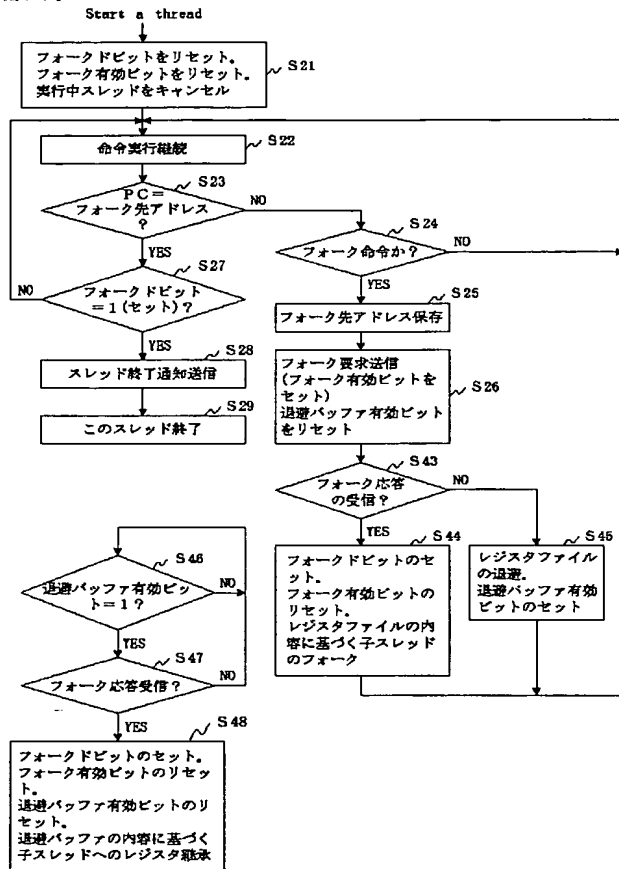 Start a thread
フォークドビットをリセット。
フォーク有効ビットをリセット。
実行中スレッドをキャンセル
S21
命令実行継続
S22
PC=
フォーク先アドレス
?
S23
NO
YES
フォーク命令か?
S24
NO
YES
フォークドビット
=1(セット)?
S27
NO
YES
フォーク先アドレス保存
S25
スレッド終了通知送信
S28
フォーク要求送信
(フォーク有効ビットを
セット)
退避バッファ有効ビット
をリセット
S26
このスレッド終了
S29
フォーク応答
の受信?
S43
NO
YES
フォークドビットのセ
ット。
フォーク有効ビットの
リセット。
レジスタファイルの内
容に基づく子スレッド
のフォーク
S44
レジスタファイル
の退避。
退避バッファ有効
ビットのセット
S45
退避バッファ有効ビッ
ト=1?
S46
NO
YES
フォーク応答受信?
S47
NO
YES
フォークドビットのセット。
フォーク有効ビットのリセッ
ト。
退避バッファ有効ビットのリ
セット。
退避バッファの内容に基づく
子スレッドへのレジスタ継承
S48